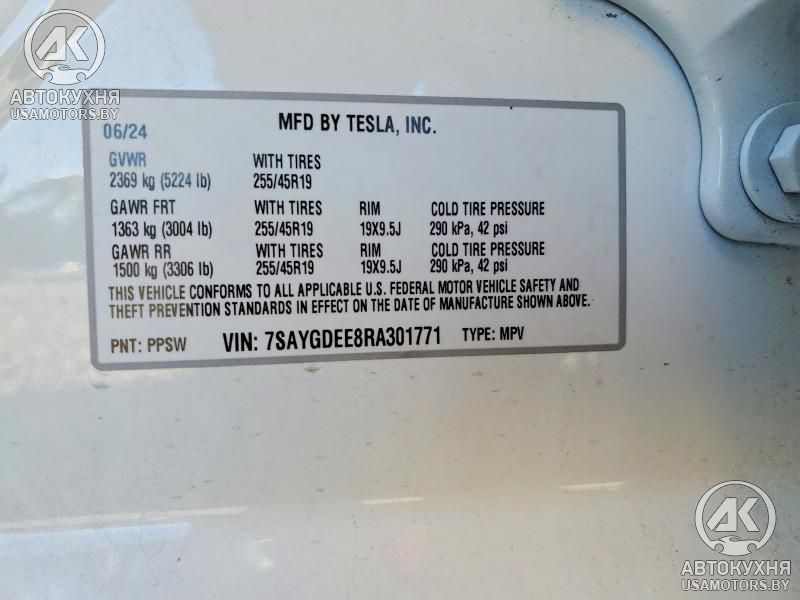 AK
АВТОКУХНЯ
USAMOTORS.BY
06/24 MFD BY TESLA, INC.
GVWR WITH TIRES
2369 kg (5224 lb) 255/45R19
GAWR FRT WITH TIRES RIM COLD TIRE PRESSURE
1363 kg (3004 lb) 255/45R19 19X9.5J 290 kPa, 42 psi
GAWR RR WITH TIRES RIM COLD TIRE PRESSURE
1500 kg (3306 lb) 255/45R19 19X9.5J 290 kPa, 42 psi
THIS VEHICLE CONFORMS TO ALL APPLICABLE U.S. FEDERAL MOTOR VEHICLE SAFETY AND
THEFT PREVENTION STANDARDS IN EFFECT ON THE DATE OF MANUFACTURE SHOWN ABOVE.
PNT: PPSW VIN: 7SAYGDEE8RA301771 TYPE: MPV
AK
АВТОКУХНЯ
USAMOTORS.BY